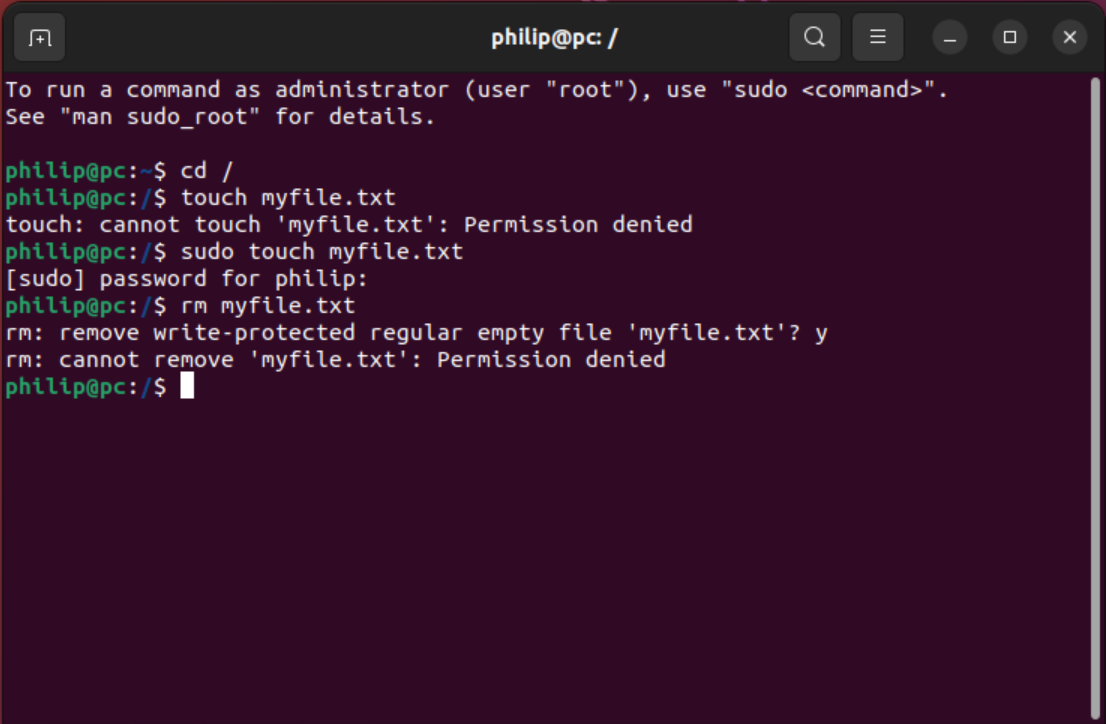 philip@pc: /
To run a command as administrator (user "root"), use "sudo <command>".
See "man sudo_root" for details.
philip@pc:~$ cd /
philip@pc:/$ touch myfile.txt
touch: cannot touch 'myfile.txt': Permission denied
philip@pc:/$ sudo touch myfile.txt
[sudo] password for philip:
philip@pc:/$ rm myfile.txt
rm: remove write-protected regular empty file 'myfile.txt'? y
rm: cannot remove 'myfile.txt': Permission denied
philip@pc:/$